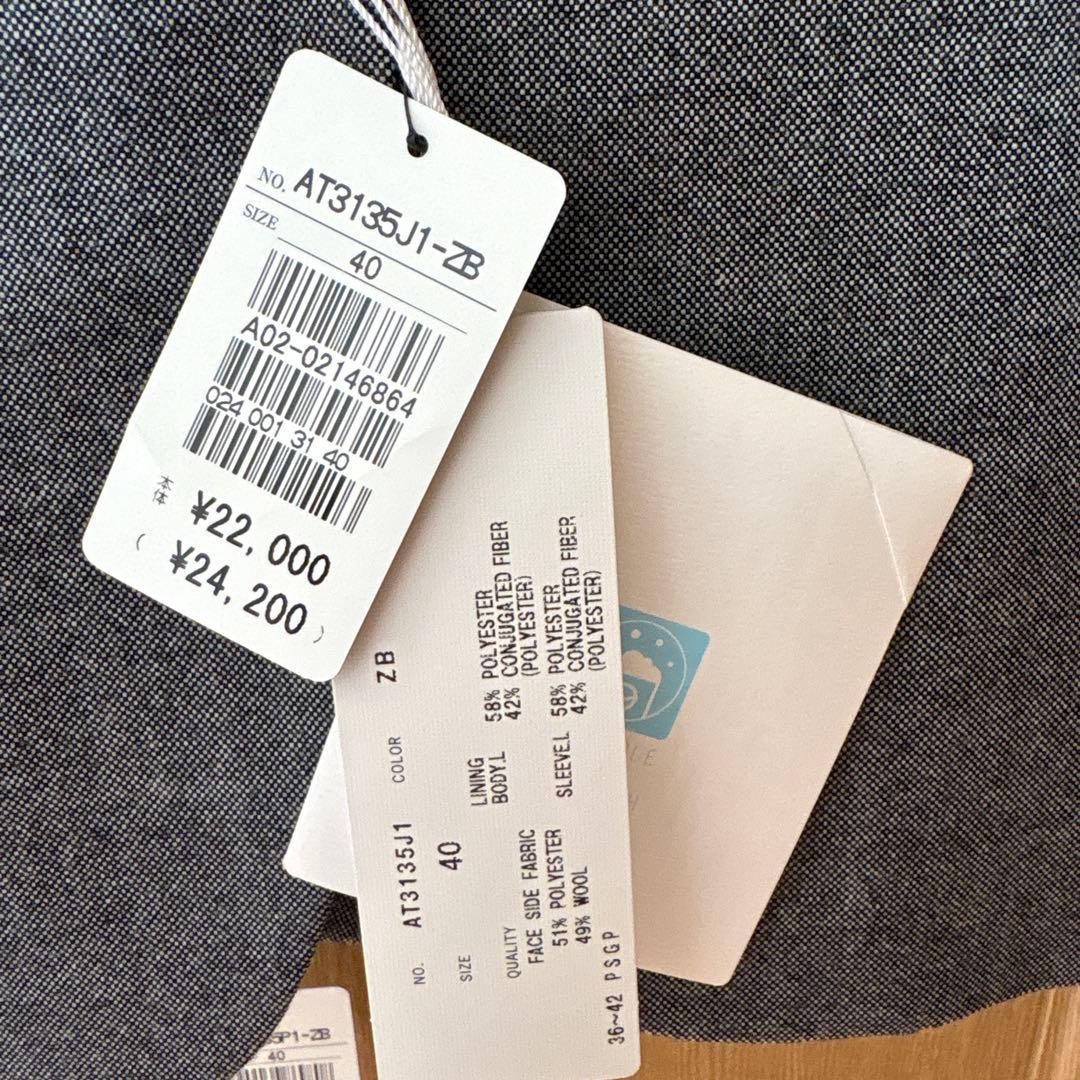 NO. AT3135J1-ZB
SIZE 40
A02-02146864
024 001 31 40
本体 ¥22,000
( ¥24,200 )
NO. AT3135J1 COLOR ZB
SIZE 40
QUALITY LINING
FACE SIDE FABRIC BODY.L 58% POLYESTER
42% CONJUGATED FIBER
(POLYESTER)
51% POLYESTER
49% WOOL
SLEEVE.L 58% POLYESTER
42% CONJUGATED FIBER
(POLYESTER)
36~42 PSGP
5P1-ZB
40